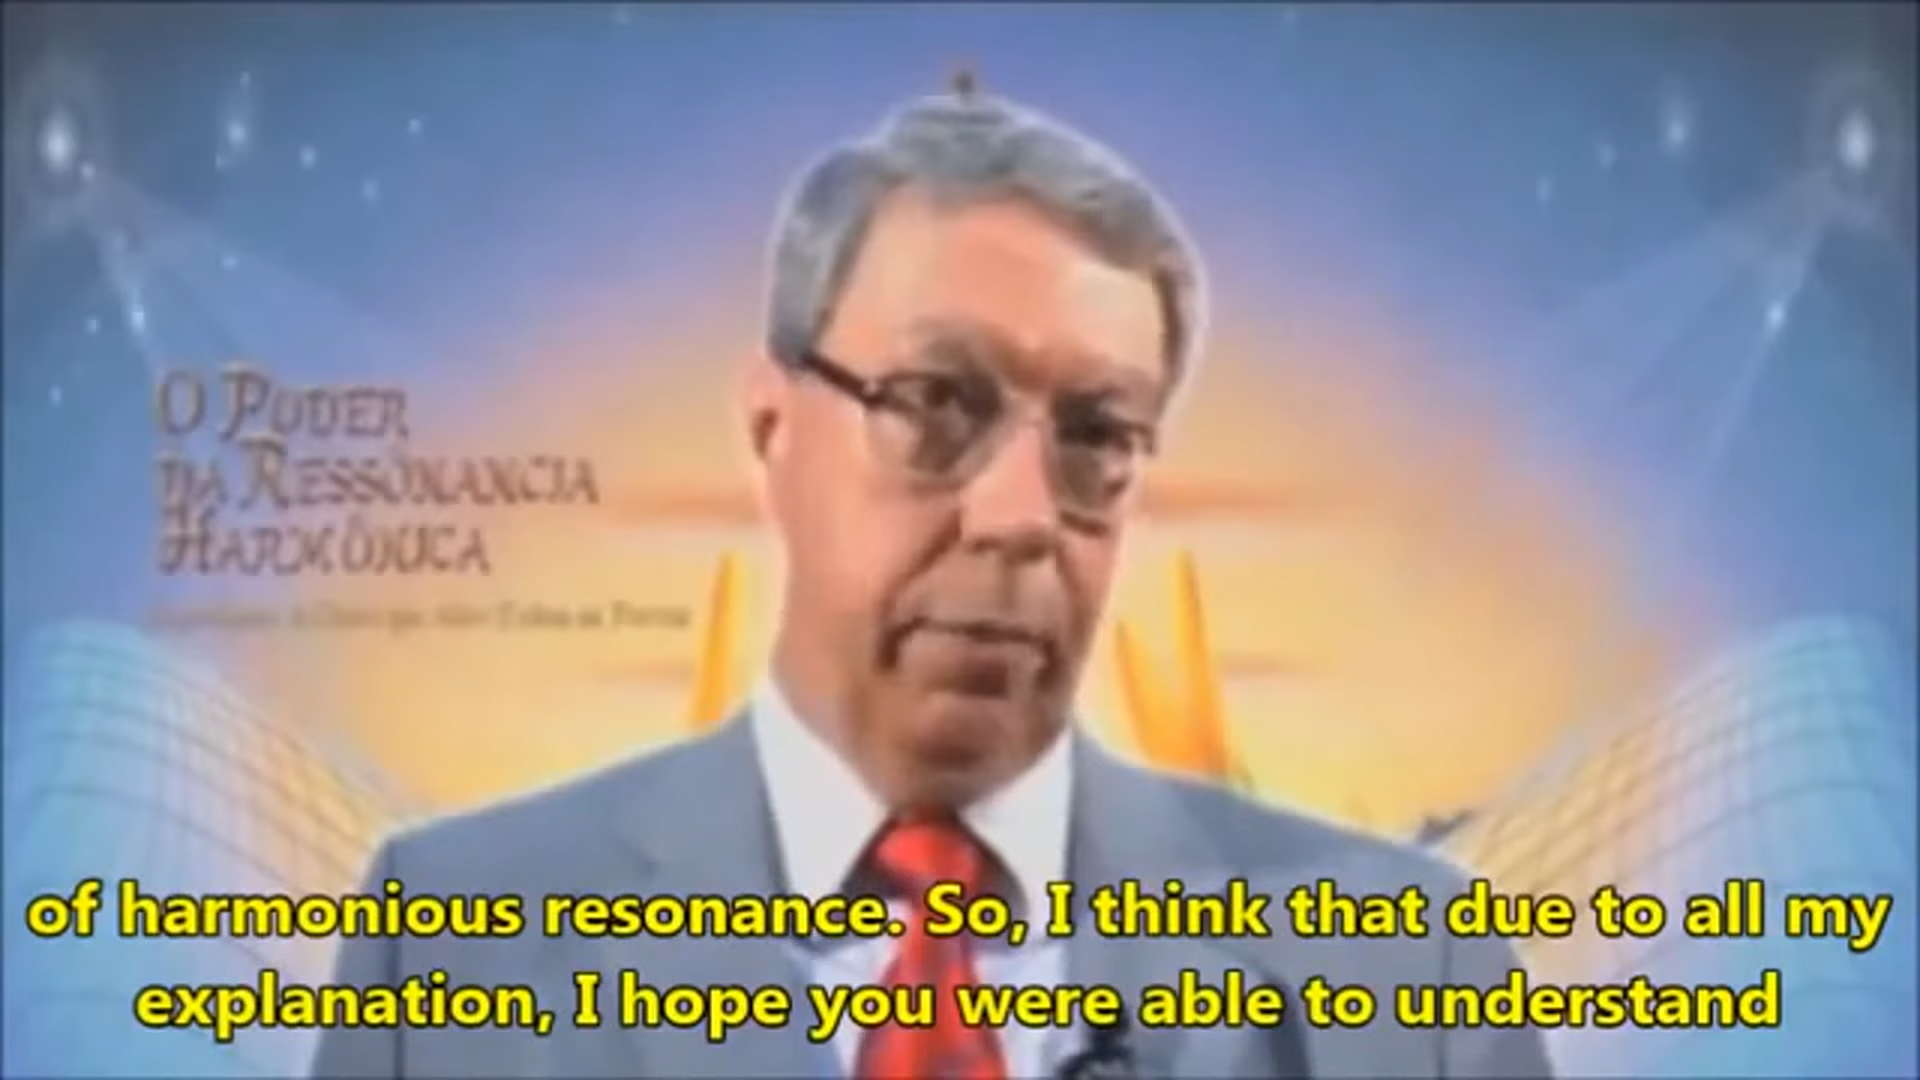 O PODER
DA RESSONANCIA
HARMÔNICA
of harmonious resonance. So, I think that due to all my
explanation, I hope you were able to understand